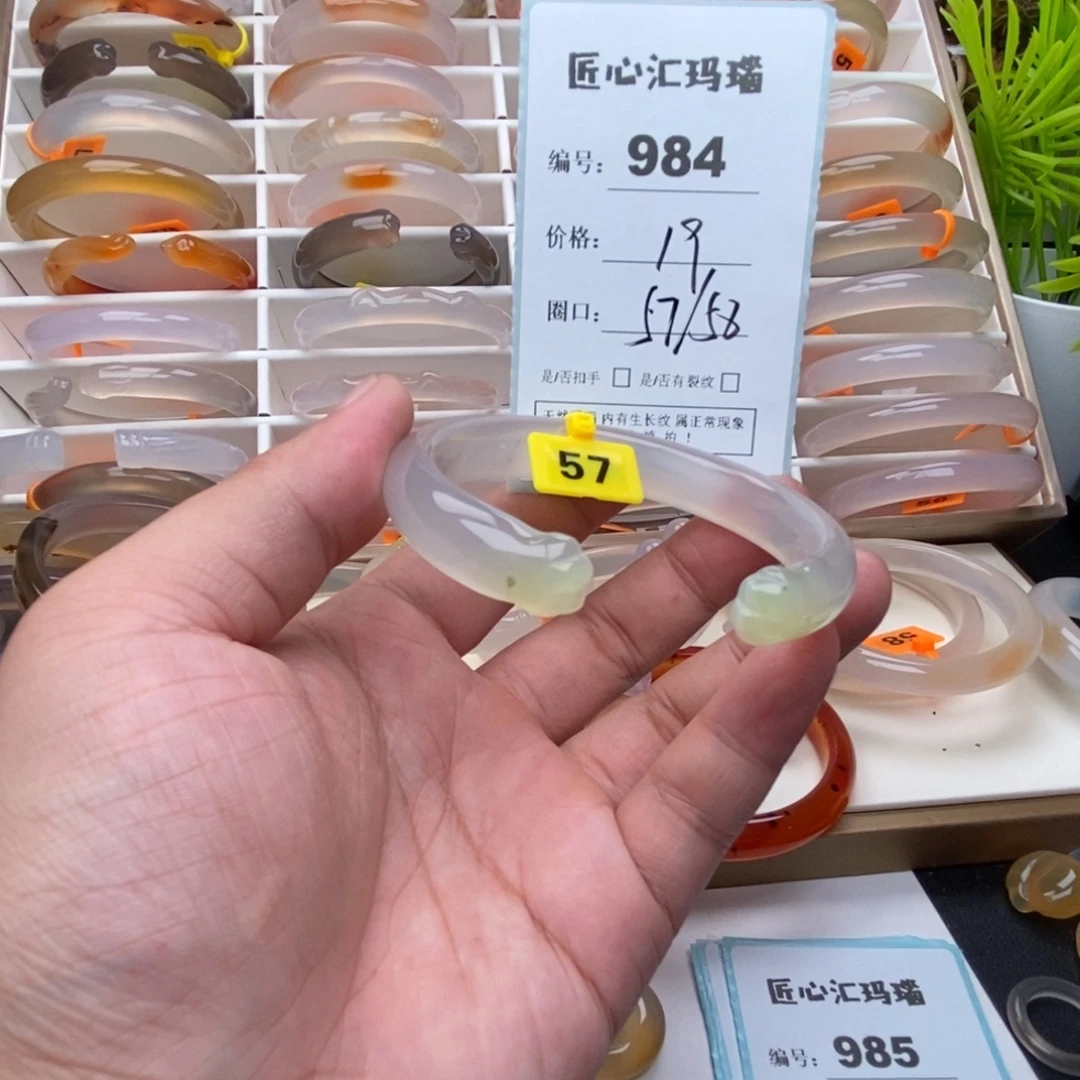 匠心汇玛瑙
编号: 984
价格: 19
圈口: 57/58
是/否扣手 □ 是/否有裂纹 □
内有生长纹 属正常现象
拍!
57
58
匠心汇玛瑙
编号: 985